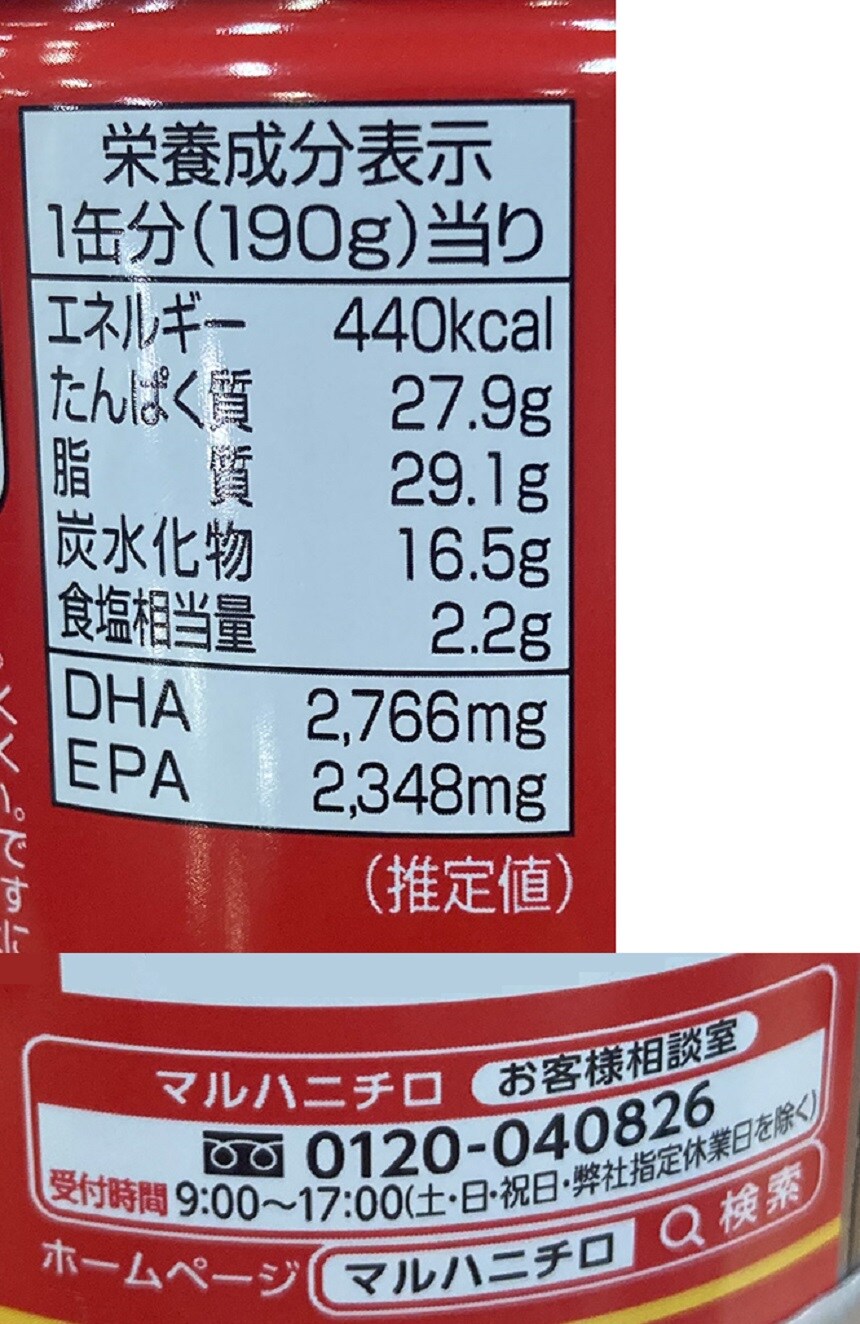 栄養成分表示
1缶分(190g)当り
エネルギー 440kcal
たんぱく質 27.9g
脂 質 29.1g
炭水化物 16.5g
食塩相当量 2.2g
DHA 2,766mg
EPA 2,348mg
(推定値)
マルハニチロ お客様相談室
0120-040826
受付時間 9:00〜17:00(土・日・祝日・弊社指定休業日を除く)
ホームページ マルハニチロ 検索